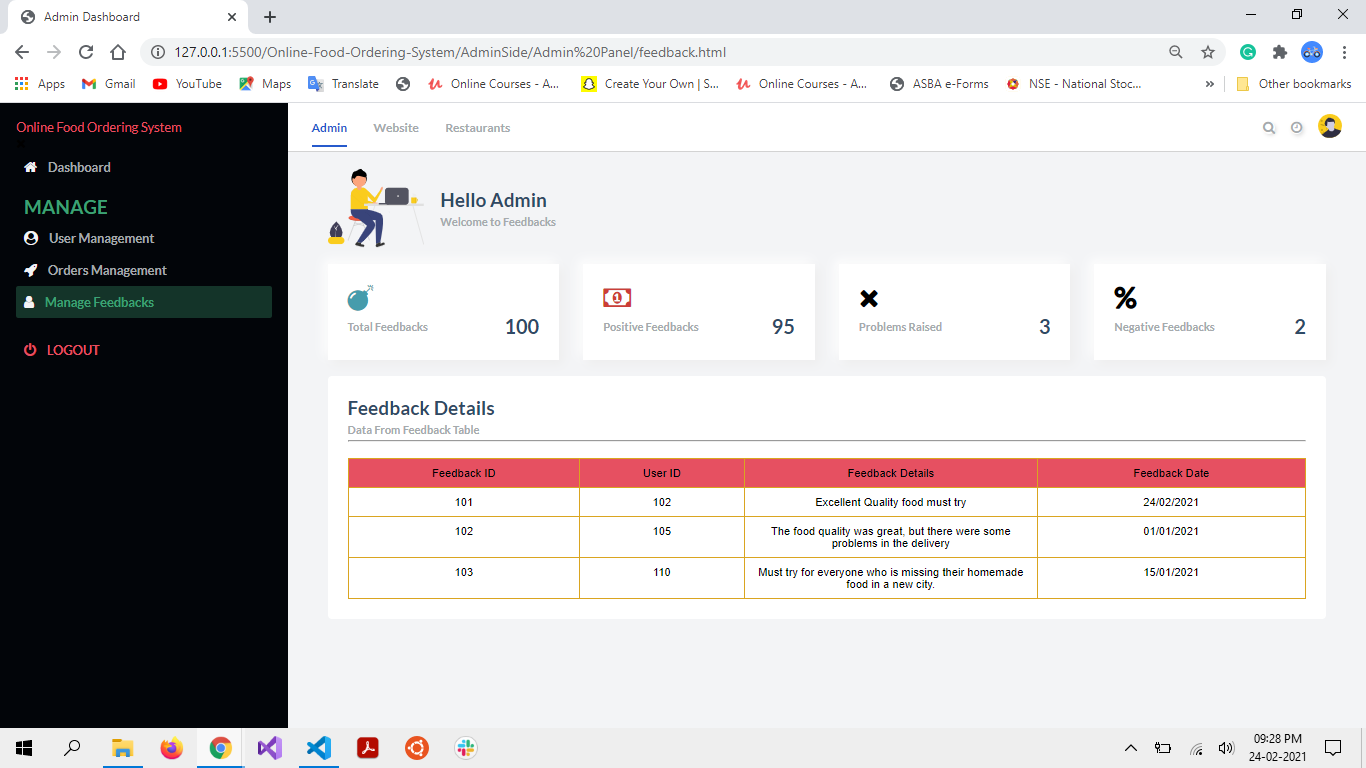 Admin Dashboard
127.0.0.1:5500/Online-Food-Ordering-System/AdminSide/Admin%20Panel/feedback.html
Apps Gmail YouTube Maps Translate Online Courses - A... Create Your Own | S... Online Courses - A... ASBA e-Forms NSE - National Stoc... » Other bookmarks
Online Food Ordering System
Dashboard
MANAGE
User Management
Orders Management
Manage Feedbacks
LOGOUT
Admin Website Restaurants
Hello Admin
Welcome to Feedbacks
Total Feedbacks 100
1
Positive Feedbacks 95
Problems Raised 3
%
Negative Feedbacks 2
Feedback Details
Data From Feedback Table
Feedback ID User ID Feedback Details Feedback Date
101 102 Excellent Quality food must try 24/02/2021
102 105 The food quality was great, but there were some 01/01/2021
problems in the delivery
103 110 Must try for everyone who is missing their homemade 15/01/2021
food in a new city.
09:28 PM
24-02-2021